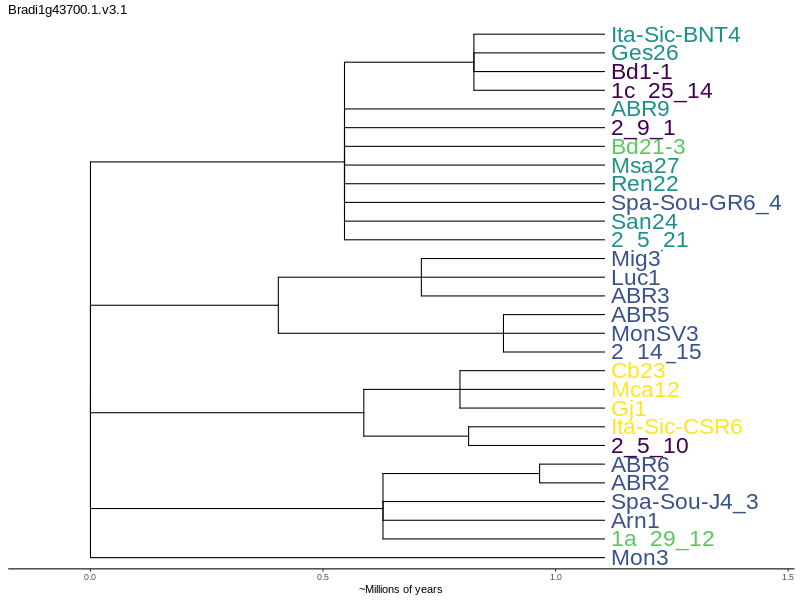 Bradi1g43700.1.v3.1
Ita-Sic-BNT4
Ges26
Bd1-1
1c_25_14
ABR9
2_9_1
Bd21-3
Msa27
Ren22
Spa-Sou-GR6_4
San24
2_5_21
Mig3
Luc1
ABR3
ABR5
MonSV3
2_14_15
Cb23
Mca12
Gj1
Ita-Sic-CSR6
2_5_10
ABR6
ABR2
Spa-Sou-J4_3
Arn1
1a_29_12
Mon3
0.0 0.5 1.0 1.5
~Millions of years